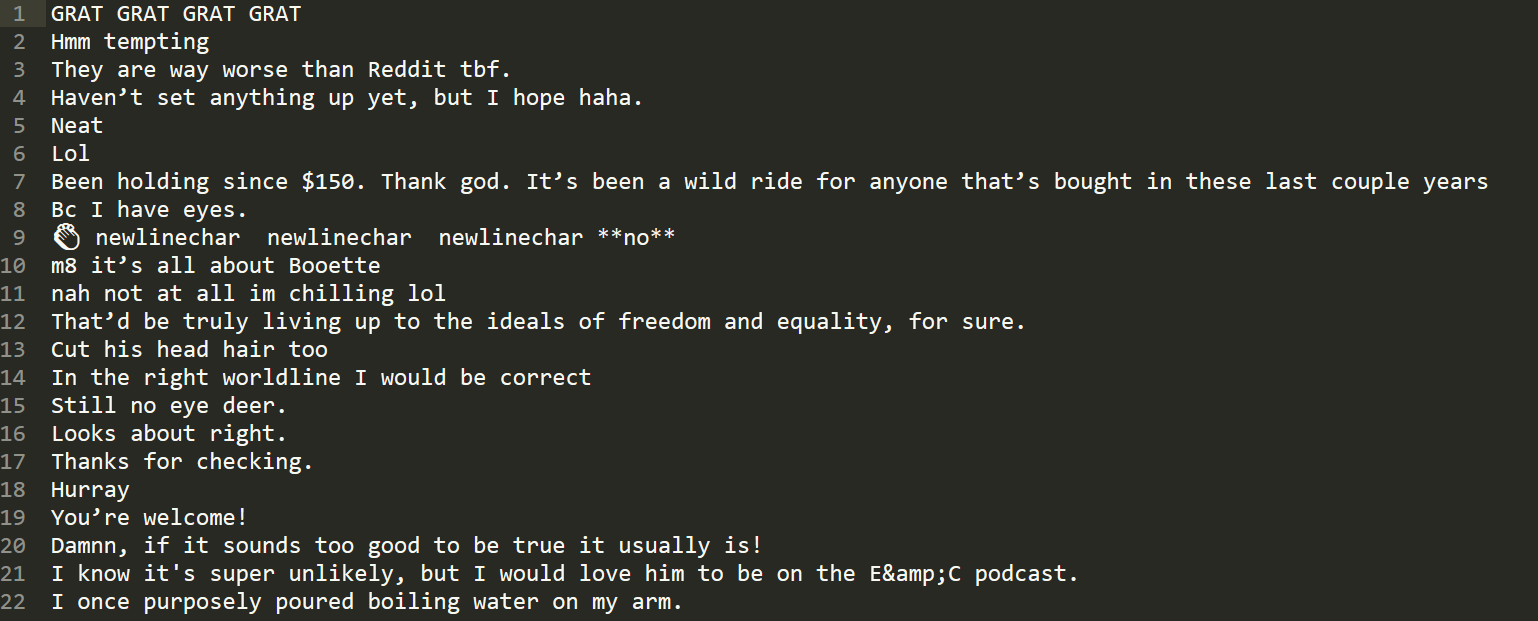 1 GRAT GRAT GRAT GRAT
2 Hmm tempting
3 They are way worse than Reddit tbf.
4 Haven’t set anything up yet, but I hope haha.
5 Neat
6 Lol
7 Been holding since $150. Thank god. It’s been a wild ride for anyone that’s bought in these last couple years
8 Bc I have eyes.
9 👏 newlinechar  newlinechar  newlinechar **no**
10 m8 it’s all about Booette
11 nah not at all im chilling lol
12 That’d be truly living up to the ideals of freedom and equality, for sure.
13 Cut his head hair too
14 In the right worldline I would be correct
15 Still no eye deer.
16 Looks about right.
17 Thanks for checking.
18 Hurray
19 You’re welcome!
20 Damnn, if it sounds too good to be true it usually is!
21 I know it's super unlikely, but I would love him to be on the E&amp;C podcast.
22 I once purposely poured boiling water on my arm.